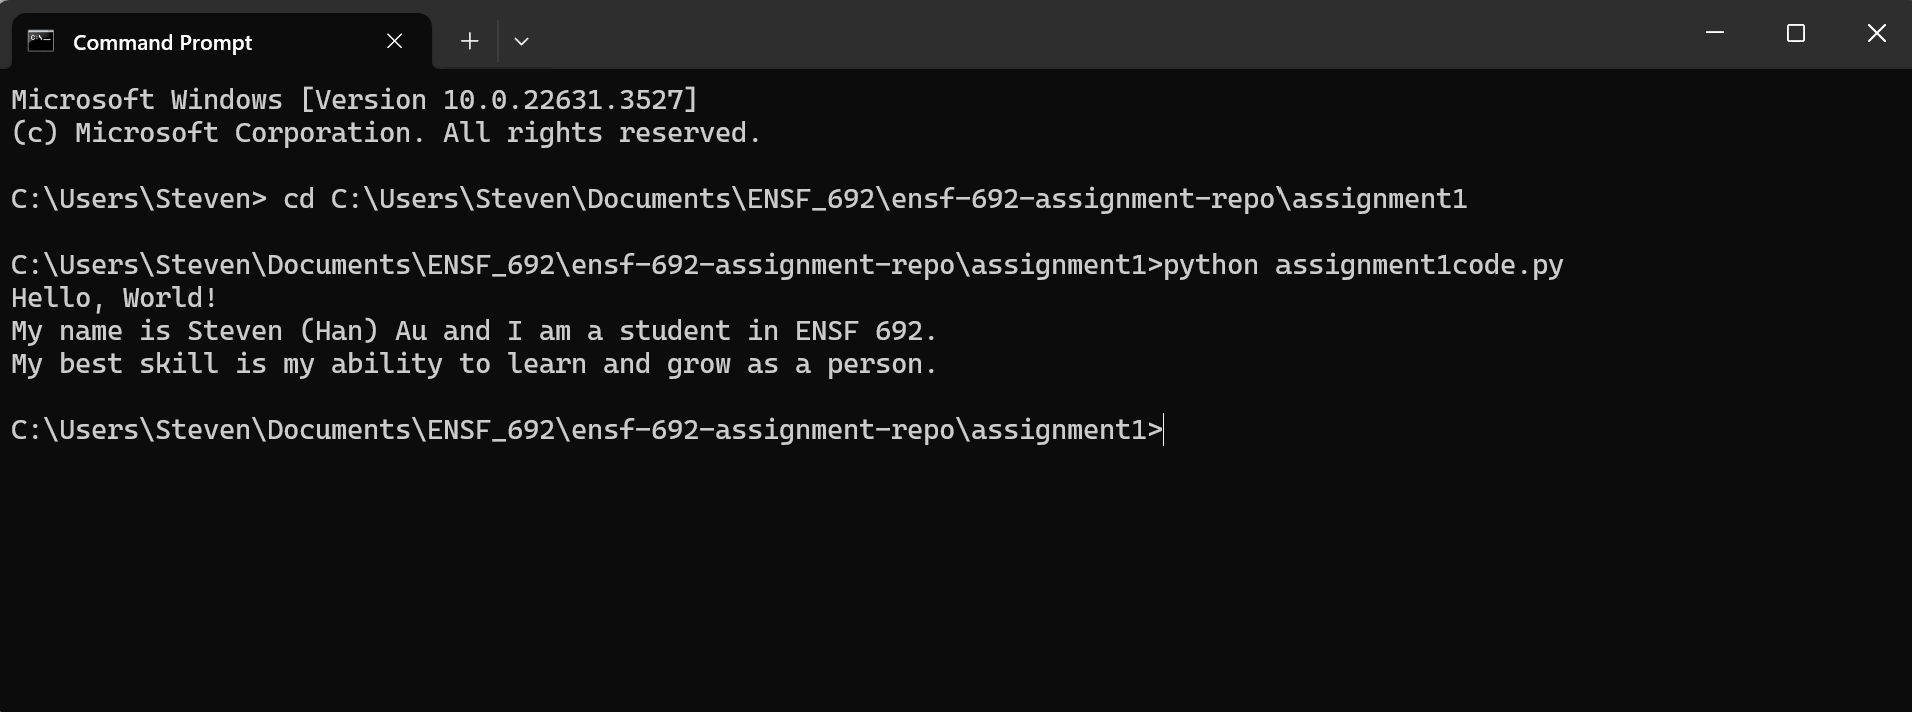 Command Prompt
Microsoft Windows [Version 10.0.22631.3527]
(c) Microsoft Corporation. All rights reserved.
C:\Users\Steven> cd C:\Users\Steven\Documents\ENSF_692\ensf-692-assignment-repo\assignment1
C:\Users\Steven\Documents\ENSF_692\ensf-692-assignment-repo\assignment1>python assignment1code.py
Hello, World!
My name is Steven (Han) Au and I am a student in ENSF 692.
My best skill is my ability to learn and grow as a person.
C:\Users\Steven\Documents\ENSF_692\ensf-692-assignment-repo\assignment1>